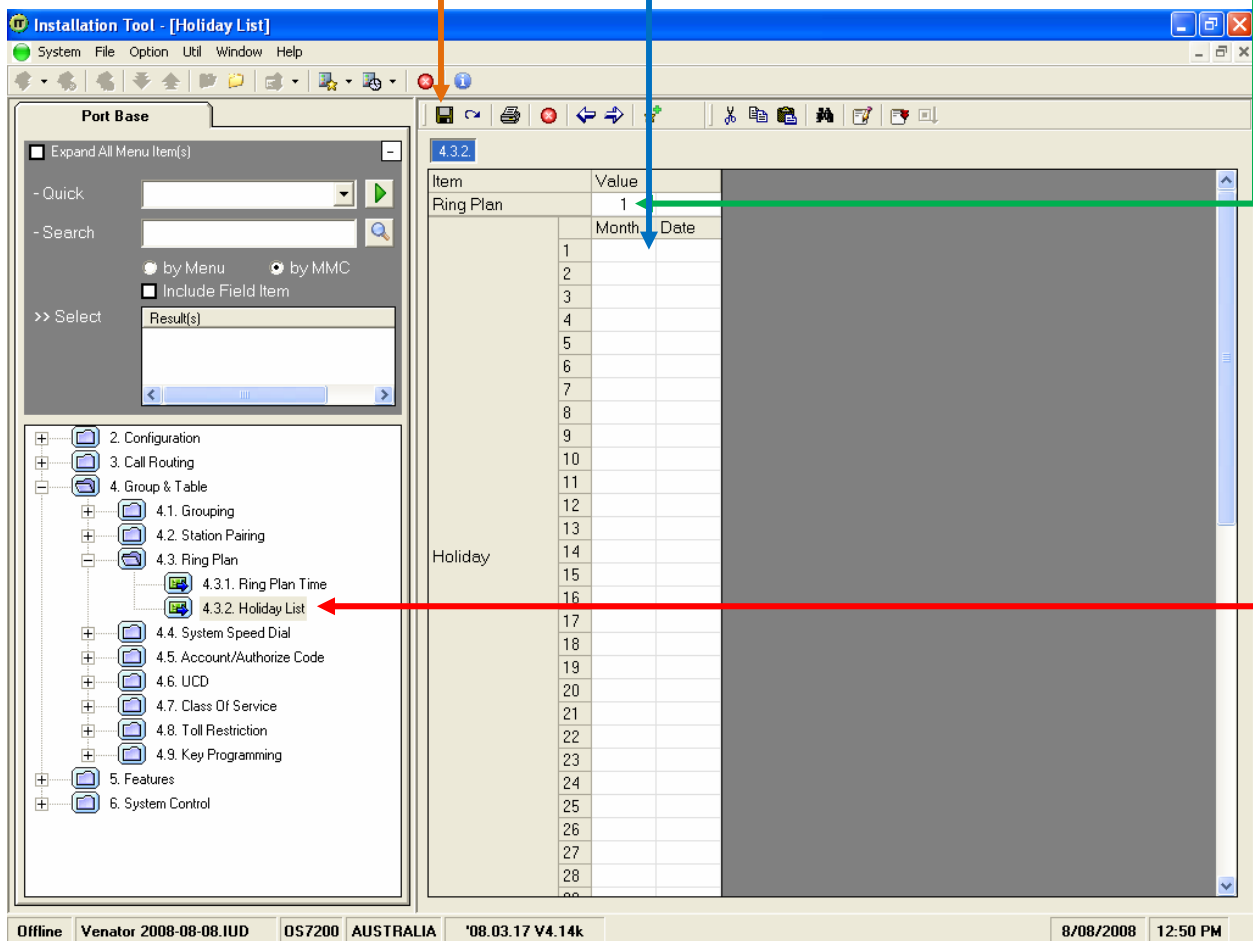 Installation Tool - [Holiday List]
System File Option Util Window Help
Port Base
Expand All Menu Item(s)
- Quick
- Search
by Menu by MMC
Include Field Item
>> Select
Result(s)
2. Configuration
3. Call Routing
4. Group & Table
4.1. Grouping
4.2. Station Pairing
4.3. Ring Plan
4.3.1. Ring Plan Time
4.3.2. Holiday List
4.4. System Speed Dial
4.5. Account/Authorize Code
4.6. UCD
4.7. Class Of Service
4.8. Toll Restriction
4.9. Key Programming
5. Features
6. System Control
4.3.2.
Item Value
Ring Plan 1
Month Date
Holiday
1
2
3
4
5
6
7
8
9
10
11
12
13
14
15
16
17
18
19
20
21
22
23
24
25
26
27
28
Offline Venator 2008-08-08.IUD OS7200 AUSTRALIA '08.03.17 V4.14k 8/08/2008 12:50 PM